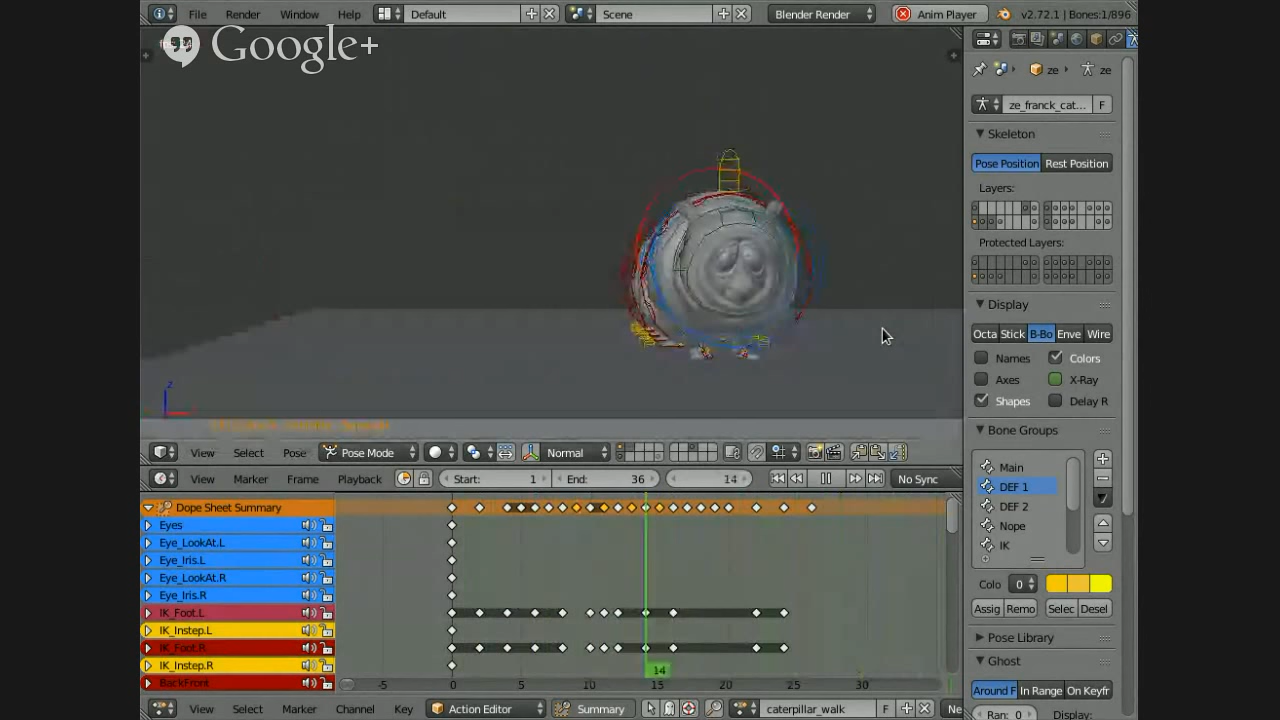 File Render Window Help Default Scene Blender Render Anim Player v2.72.1 | Bones:1/896
Google+
ze ze
ze_franck_cat... F
Skeleton
Pose Position Rest Position
Layers:
Protected Layers:
Display
Octa Stick B-Bo Enve Wire
Names Colors
Axes X-Ray
Shapes Delay R
Bone Groups
Main
DEF 1
DEF 2
Nope
IK
Colo 0
Assig Remo Selec Desel
Pose Library
Ghost
Around F In Range On Keyfr
Ran: 0 Display:
z
View Select Pose Pose Mode Normal
View Marker Frame Playback Start: 1 End: 36 14 No Sync
Dope Sheet Summary
Eyes
Eye_LookAt.L
Eye_Iris.L
Eye_LookAt.R
Eye_Iris.R
IK_Foot.L
IK_Instep.L
IK_Foot.R
IK_Instep.R
BackFront
14
-5 0 5 10 15 20 25 30
View Select Marker Channel Key Action Editor Summary caterpillar_walk F Ne